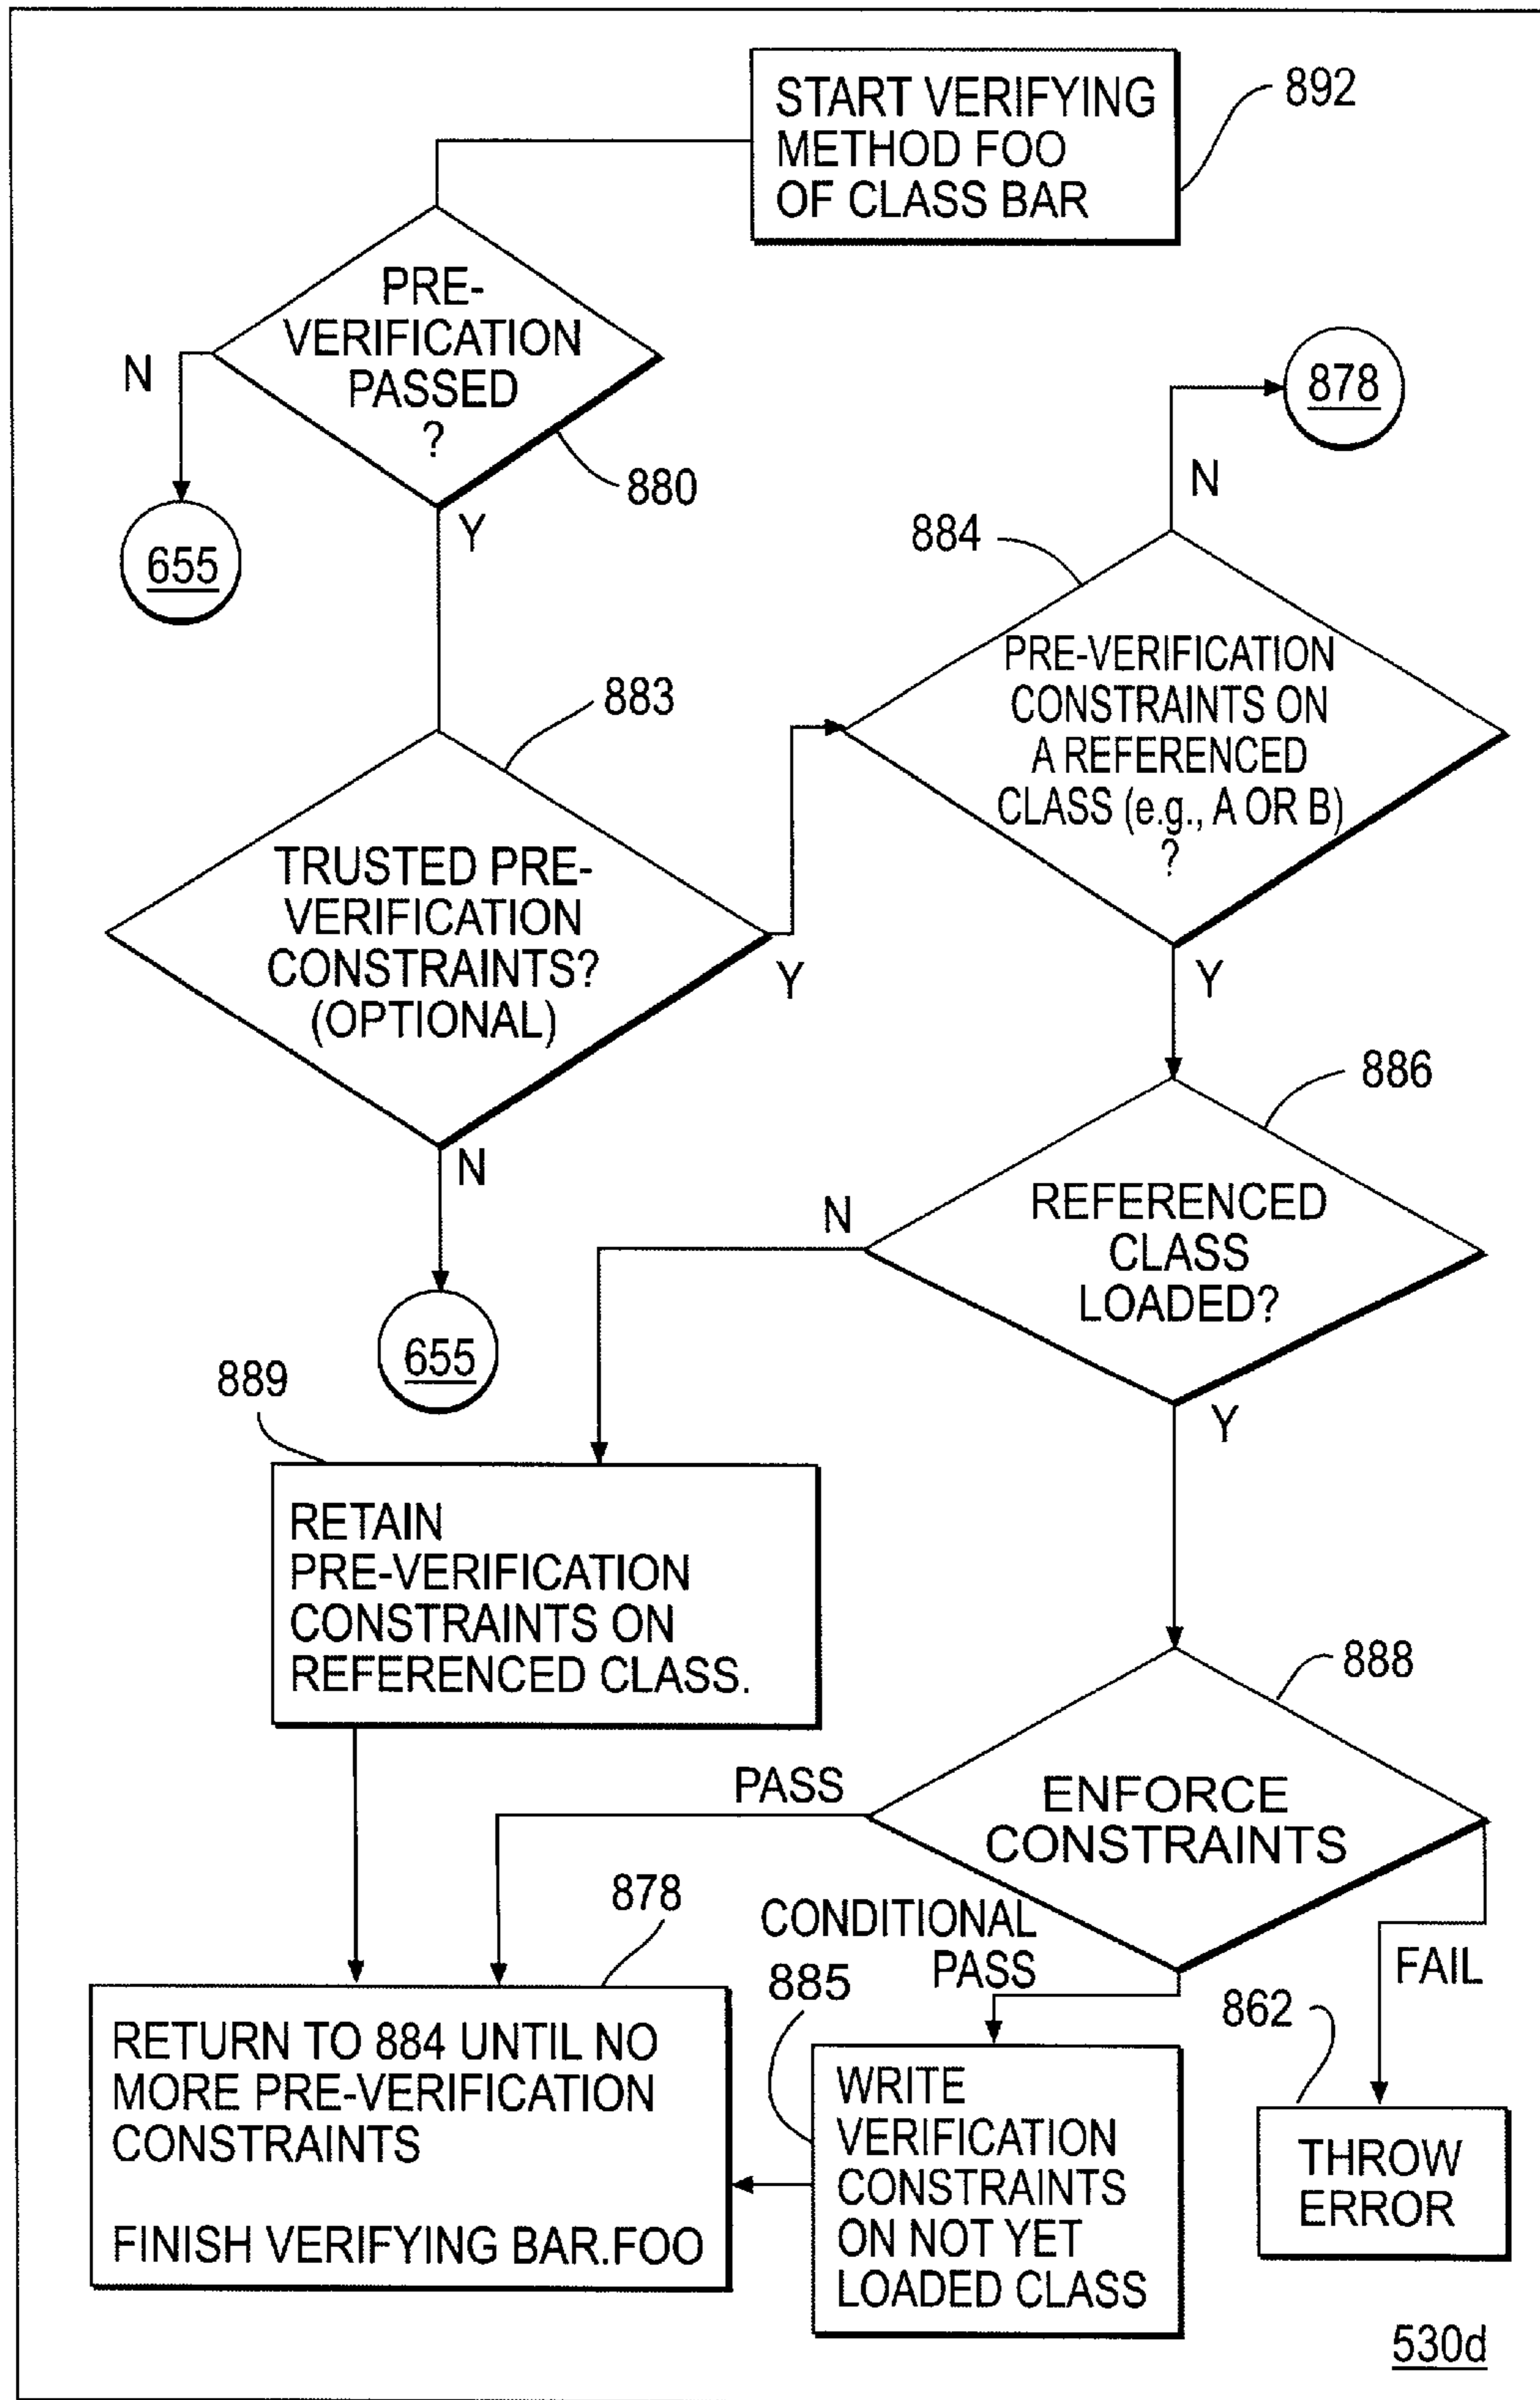 START VERIFYING
METHOD FOO
OF CLASS BAR
892
PRE-
VERIFICATION
PASSED
?
N
880
Y
655
878
N
884
PRE-VERIFICATION
CONSTRAINTS ON
A REFERENCED
CLASS (e.g., A OR B)
?
883
TRUSTED PRE-
VERIFICATION
CONSTRAINTS?
(OPTIONAL)
Y
Y
N
655
886
REFERENCED
CLASS
LOADED?
N
Y
889
RETAIN
PRE-VERIFICATION
CONSTRAINTS ON
REFERENCED CLASS.
888
ENFORCE
CONSTRAINTS
PASS
CONDITIONAL
PASS
FAIL
878
RETURN TO 884 UNTIL NO
MORE PRE-VERIFICATION
CONSTRAINTS
FINISH VERIFYING BAR.FOO
885
WRITE
VERIFICATION
CONSTRAINTS
ON NOT YET
LOADED CLASS
862
THROW
ERROR
530d